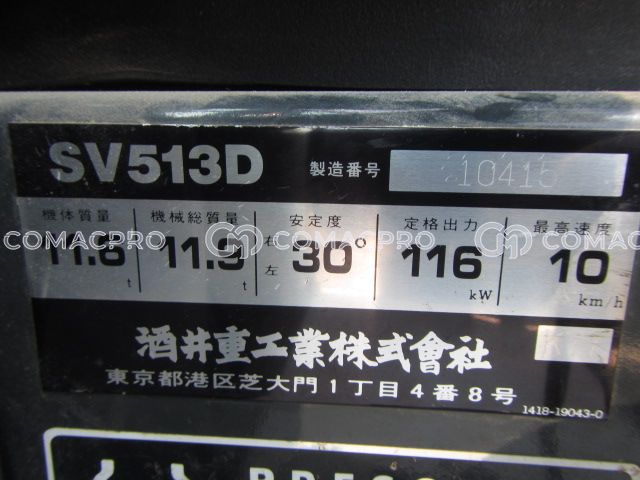 SV513D 製造番号 10415
機体質量 機械総質量 安定度 定格出力 最高速度
11.6 t 11.9 t 右 左 30° 116 kW 10 km/h
COMACPRO COMACPRO COMACPRO
酒井重工業株式會社
東京都港区芝大門1丁目4番8号
1418-19043-0